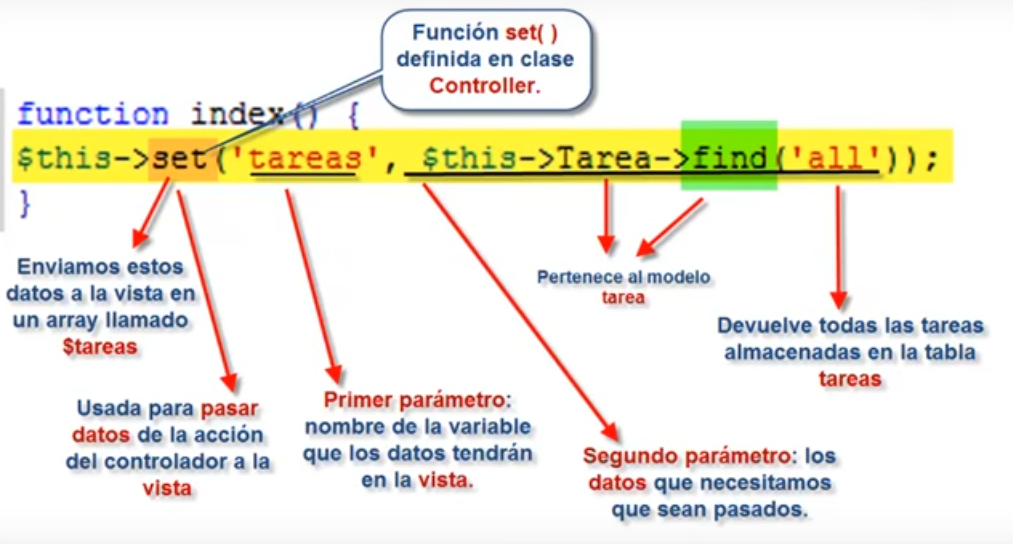 Función set( )
definida en clase
Controller.
function index() {
$this->set('tareas', $this->Tarea->find('all'));
}
Enviamos estos
datos a la vista en
un array llamado
$tareas
Usada para pasar
datos de la acción
del controlador a la
vista
Primer parámetro:
nombre de la variable
que los datos tendrán
en la vista.
Segundo parámetro: los
datos que necesitamos
que sean pasados.
Pertenece al modelo
tarea
Devuelve todas las tareas
almacenadas en la tabla
tareas